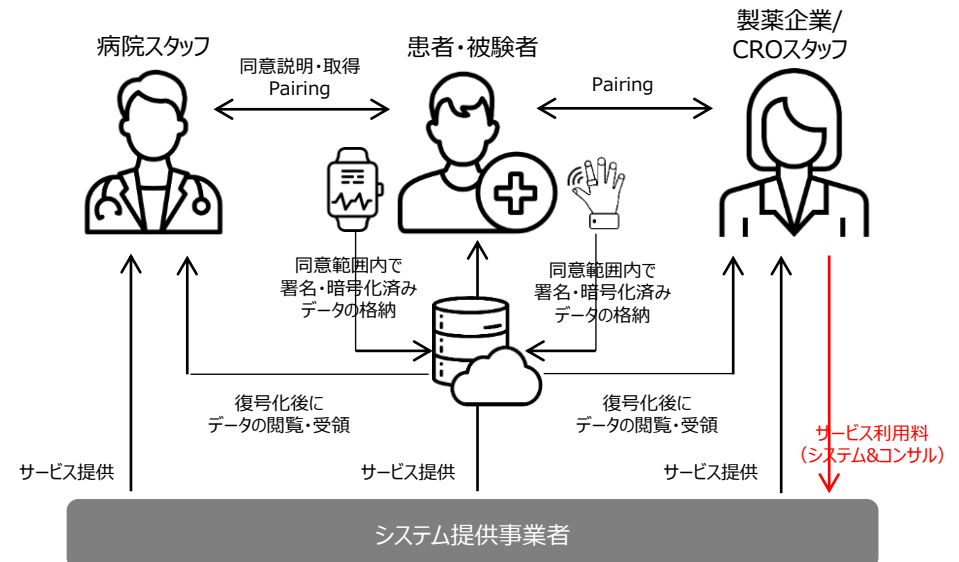 病院スタッフ
患者・被験者
製薬企業/
CROスタッフ
同意説明・取得
Pairing
Pairing
同意範囲内で
署名・暗号化済み
データの格納
同意範囲内で
署名・暗号化済み
データの格納
復号化後に
データの閲覧・受領
復号化後に
データの閲覧・受領
サービス利用料
（システム&コンサル）
サービス提供
サービス提供
サービス提供
システム提供事業者